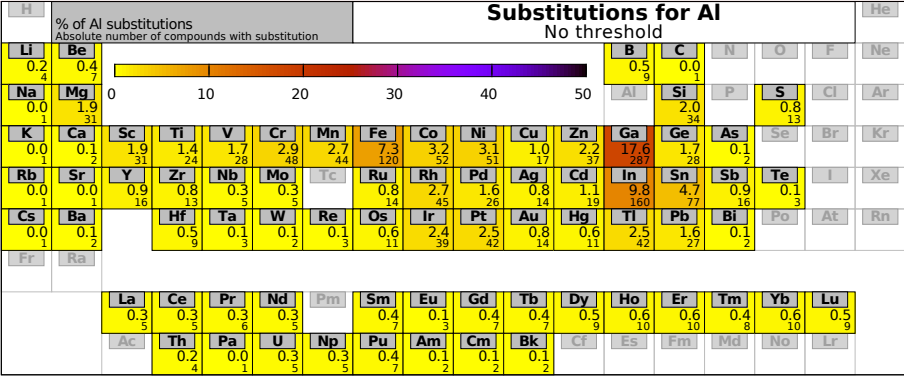 H % of Al substitutions Substitutions for Al He
Absolute number of compounds with substitution No threshold
Li Be B C N O F Ne
0.2 0.4 0.5 0.0
4 7 9 1
0 10 20 30 40 50
Na Mg Al Si P S Cl Ar
0.0 1.9 2.0 0.8
1 31 34 13
K Ca Sc Ti V Cr Mn Fe Co Ni Cu Zn Ga Ge As Se Br Kr
0.0 0.1 1.9 1.4 1.7 2.9 2.7 7.3 3.2 3.1 1.0 2.2 17.6 1.7 0.1
1 2 31 24 28 48 44 120 52 51 17 37 287 28 2
Rb Sr Y Zr Nb Mo Tc Ru Rh Pd Ag Cd In Sn Sb Te I Xe
0.0 0.0 0.9 0.8 0.3 0.3 0.8 2.7 1.6 0.8 1.1 9.8 4.7 0.9 0.1
1 1 16 13 5 5 14 45 26 14 19 160 77 16 3
Cs Ba Hf Ta W Re Os Ir Pt Au Hg Tl Pb Bi Po At Rn
0.0 0.1 0.5 0.1 0.1 0.1 0.6 2.4 2.5 0.8 0.6 2.5 1.6 0.1
1 2 9 3 2 3 11 39 42 14 11 42 27 2
Fr Ra
La Ce Pr Nd Pm Sm Eu Gd Tb Dy Ho Er Tm Yb Lu
0.3 0.3 0.3 0.3 0.4 0.1 0.4 0.4 0.5 0.6 0.6 0.4 0.6 0.5
5 5 6 5 7 3 7 7 9 10 10 8 10 9
Ac Th Pa U Np Pu Am Cm Bk Cf Es Fm Md No Lr
0.2 0.0 0.3 0.3 0.4 0.1 0.1 0.1
4 1 5 5 7 2 2 2